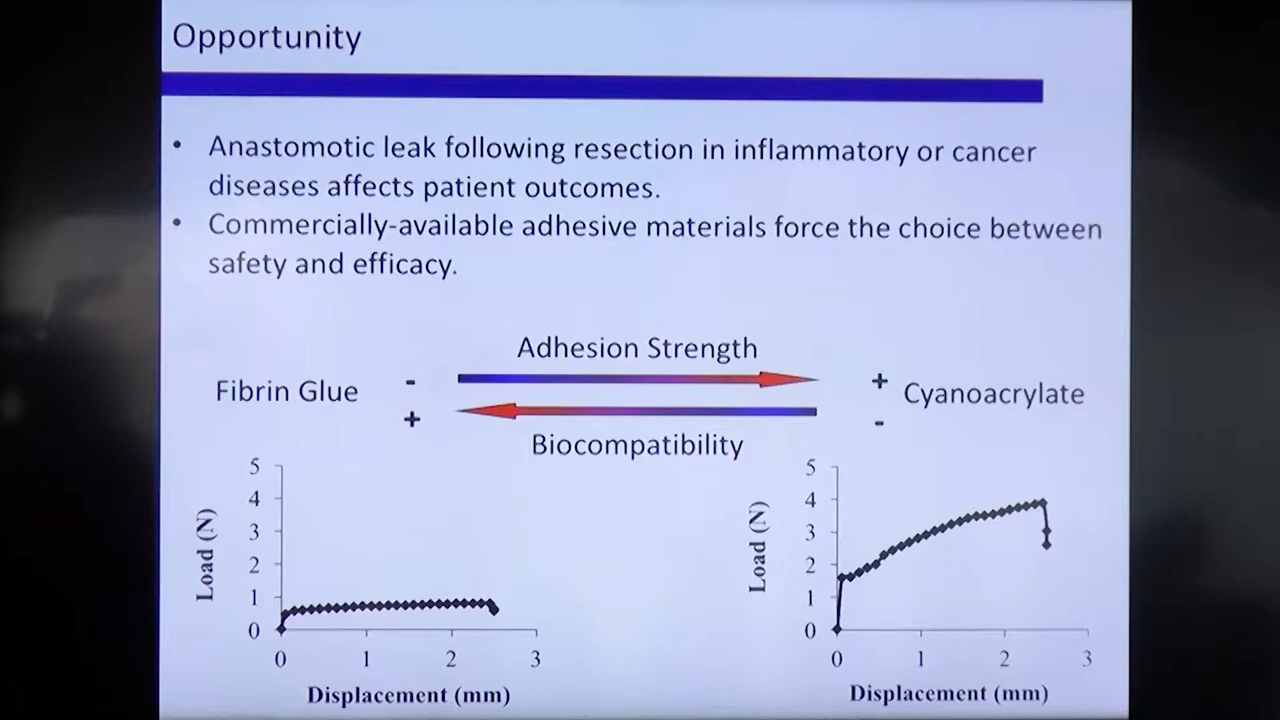 Opportunity
• Anastomotic leak following resection in inflammatory or cancer
diseases affects patient outcomes.
• Commercially-available adhesive materials force the choice between
safety and efficacy.
Adhesion Strength
Fibrin Glue - + Cyanoacrylate
+ -
Biocompatibility
5
4
3
2
1
0
Load (N)
0 1 2 3
Displacement (mm)
5
4
3
2
1
0
Load (N)
0 1 2 3
Displacement (mm)